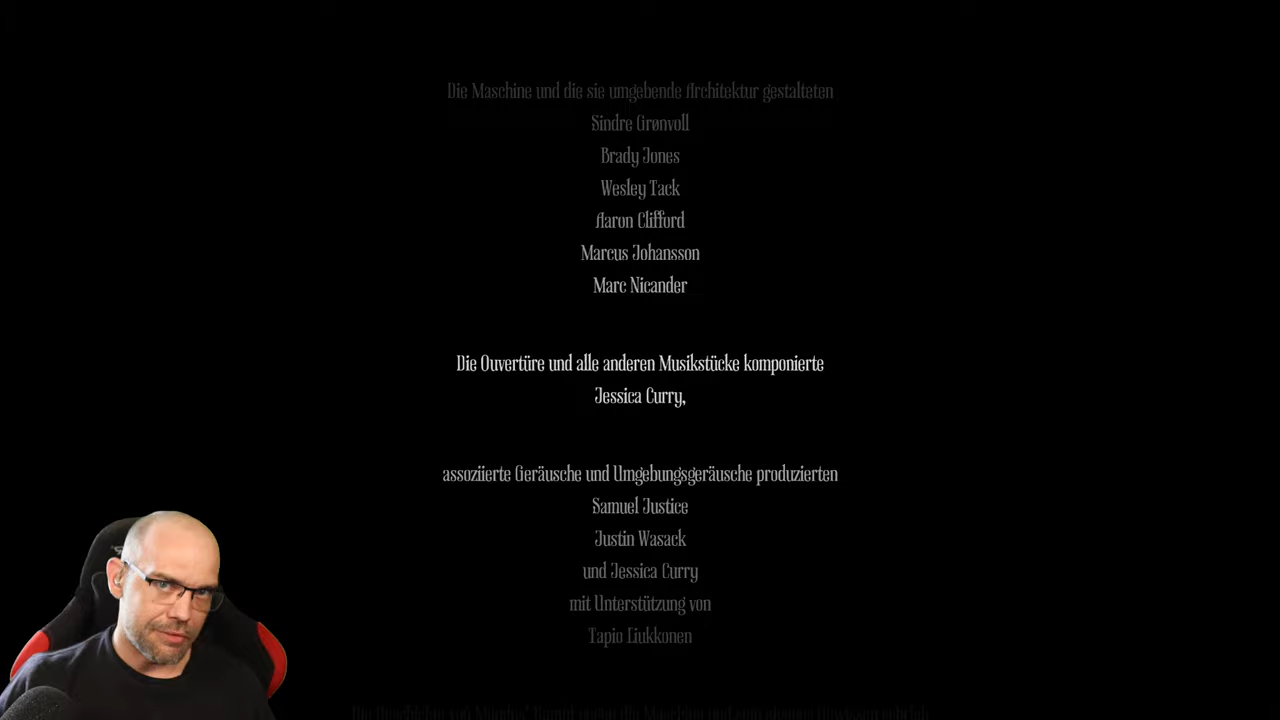 Die Maschine und die sie umgebende Architektur gestalteten
Sindre Grønvoll
Brady Jones
Wesley Tack
Aaron Clifford
Marcus Johansson
Marc Nicander
Die Ouvertüre und alle anderen Musikstücke komponierte
Jessica Curry,
assoziierte Geräusche und Umgebungsgeräusche produzierten
Samuel Justice
Justin Wasack
und Jessica Curry
mit Unterstützung von
Tapio Liukkonen